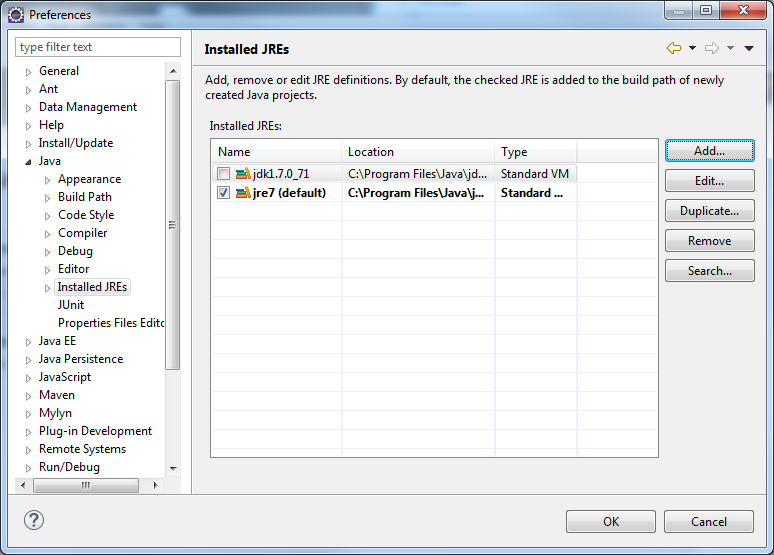 Preferences
type filter text
General
Ant
Data Management
Help
Install/Update
Java
Appearance
Build Path
Code Style
Compiler
Debug
Editor
Installed JREs
JUnit
Properties Files Edito
Java EE
Java Persistence
JavaScript
Maven
Mylyn
Plug-in Development
Remote Systems
Run/Debug
Installed JREs
Add, remove or edit JRE definitions. By default, the checked JRE is added to the build path of newly
created Java projects.
Installed JREs:
Name Location Type
jdk1.7.0_71 C:\Program Files\Java\jd... Standard VM
jre7 (default) C:\Program Files\Java\j... Standard ...
Add...
Edit...
Duplicate...
Remove
Search...
?
OK Cancel